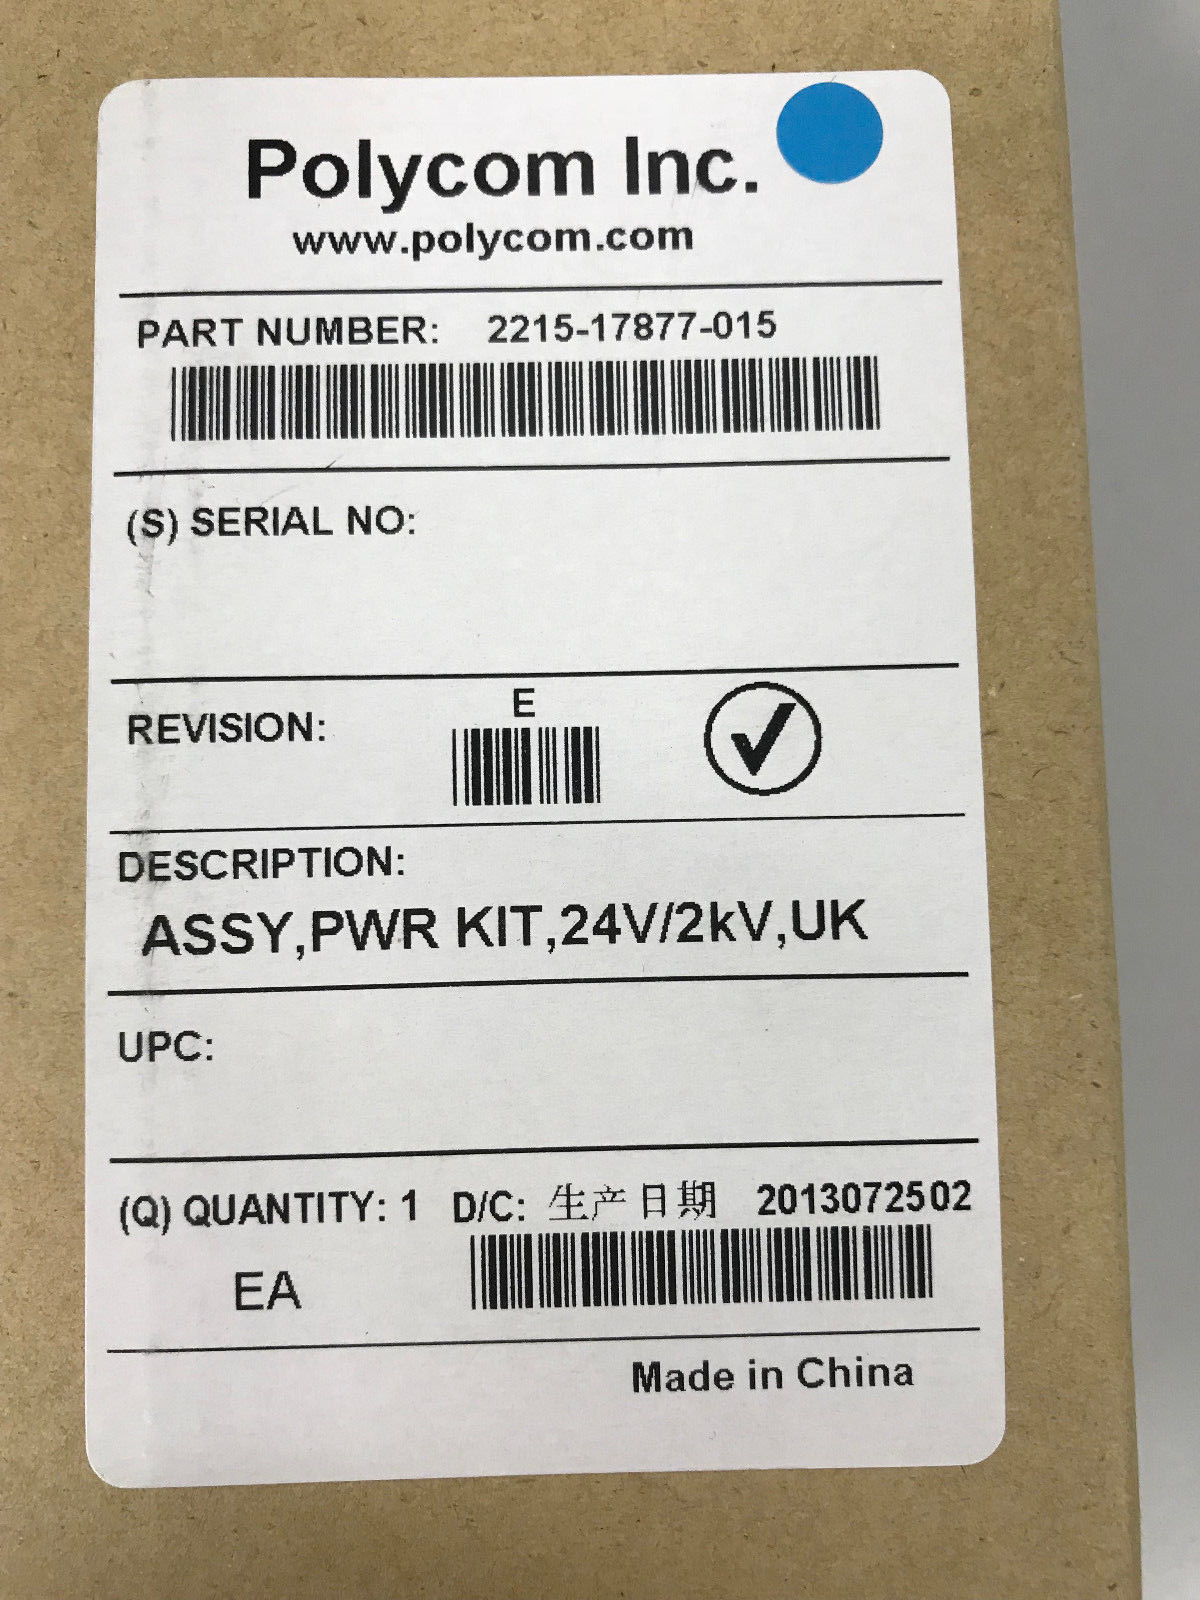 Polycom Inc.
www.polycom.com
PART NUMBER: 2215-17877-015
(S) SERIAL NO:
E
REVISION:
DESCRIPTION:
ASSY,PWR KIT,24V/2kV,UK
UPC:
(Q) QUANTITY: 1 D/C: 生产日期 2013072502
EA
Made in China